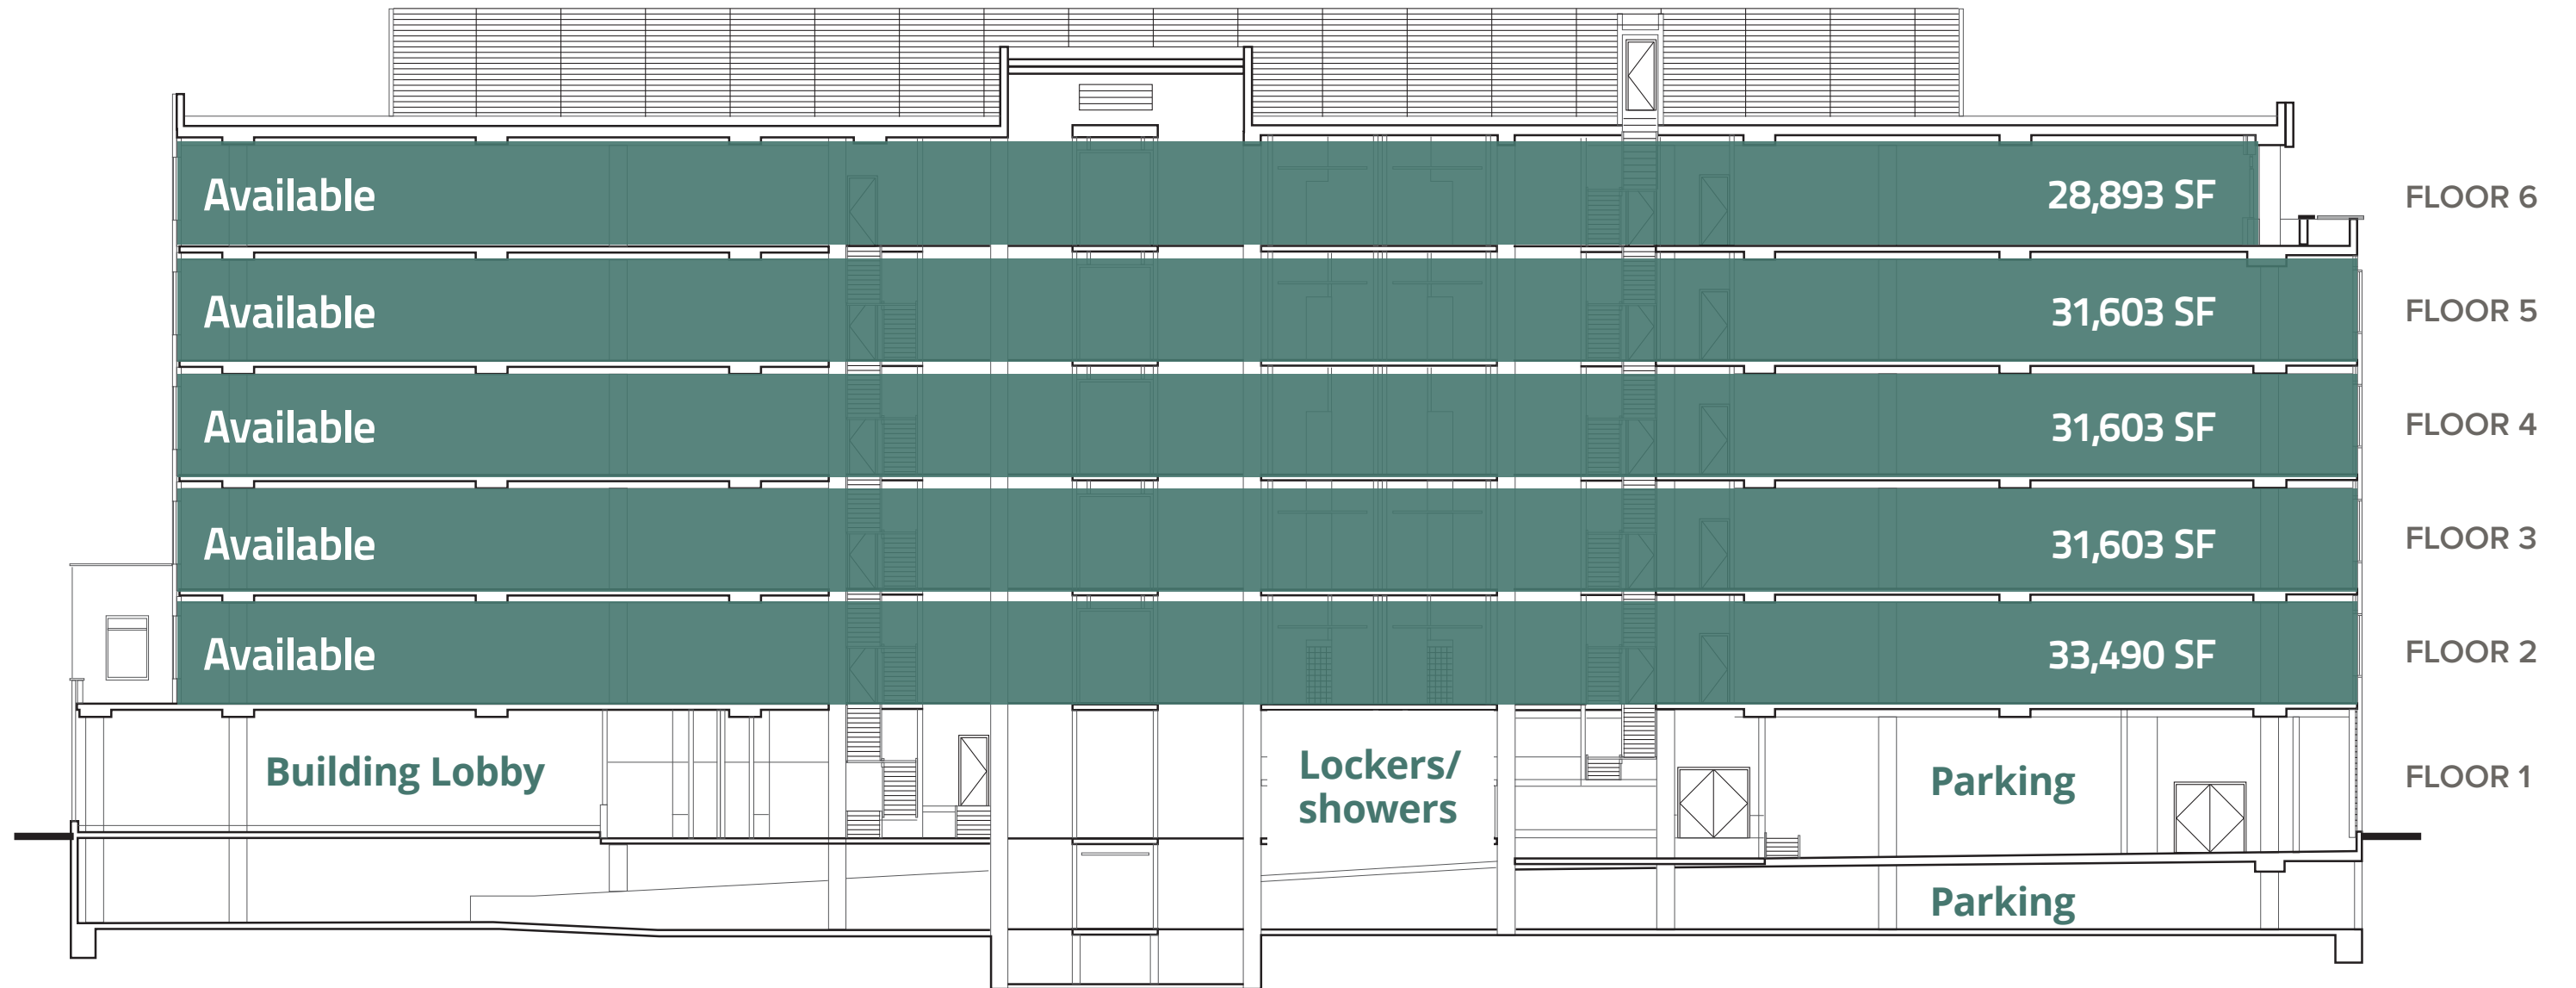 Available 28,893 SF FLOOR 6
Available 31,603 SF FLOOR 5
Available 31,603 SF FLOOR 4
Available 31,603 SF FLOOR 3
Available 33,490 SF FLOOR 2
Building Lobby
Lockers/
showers
Parking
FLOOR 1
Parking